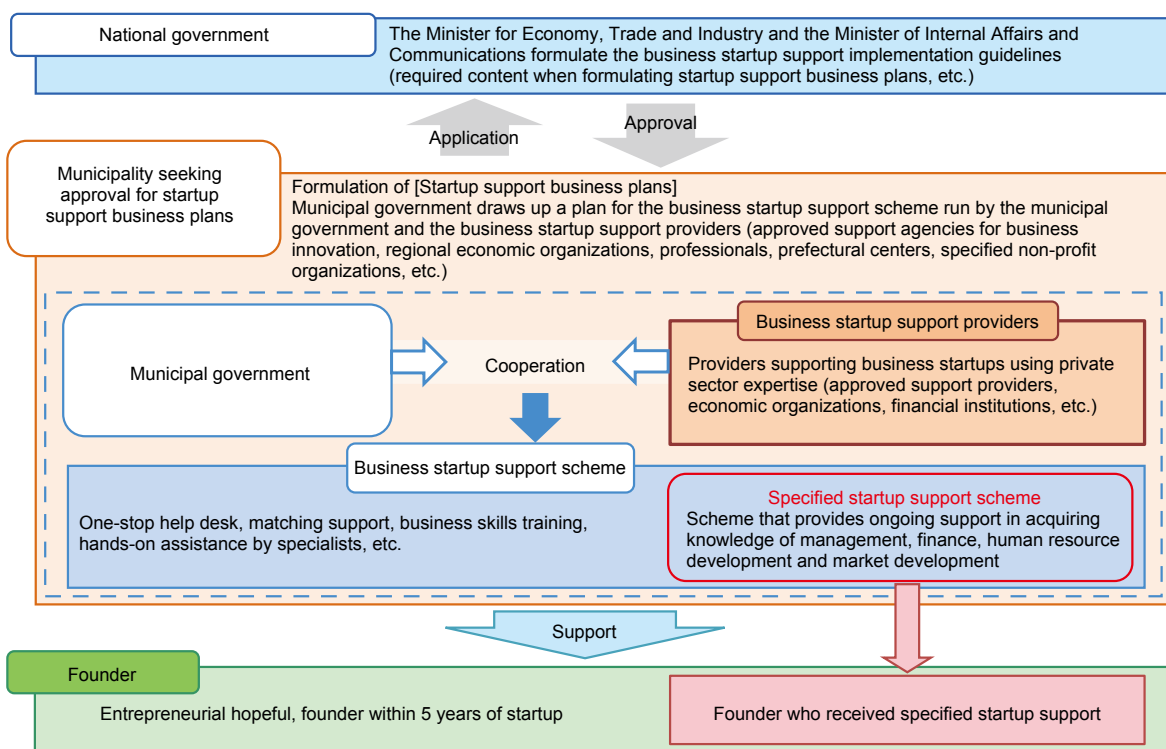 National government
The Minister for Economy, Trade and Industry and the Minister of Internal Affairs and
Communications formulate the business startup support implementation guidelines
(required content when formulating startup support business plans, etc.)
Application
Approval
Municipality seeking
approval for startup
support business plans
Formulation of [Startup support business plans]
Municipal government draws up a plan for the business startup support scheme run by the municipal
government and the business startup support providers (approved support agencies for business
innovation, regional economic organizations, professionals, prefectural centers, specified non-profit
organizations, etc.)
Municipal government
Cooperation
Business startup support providers
Providers supporting business startups using private
sector expertise (approved support providers,
economic organizations, financial institutions, etc.)
Business startup support scheme
One-stop help desk, matching support, business skills training,
hands-on assistance by specialists, etc.
Specified startup support scheme
Scheme that provides ongoing support in acquiring
knowledge of management, finance, human resource
development and market development
Support
Founder
Entrepreneurial hopeful, founder within 5 years of startup
Founder who received specified startup support